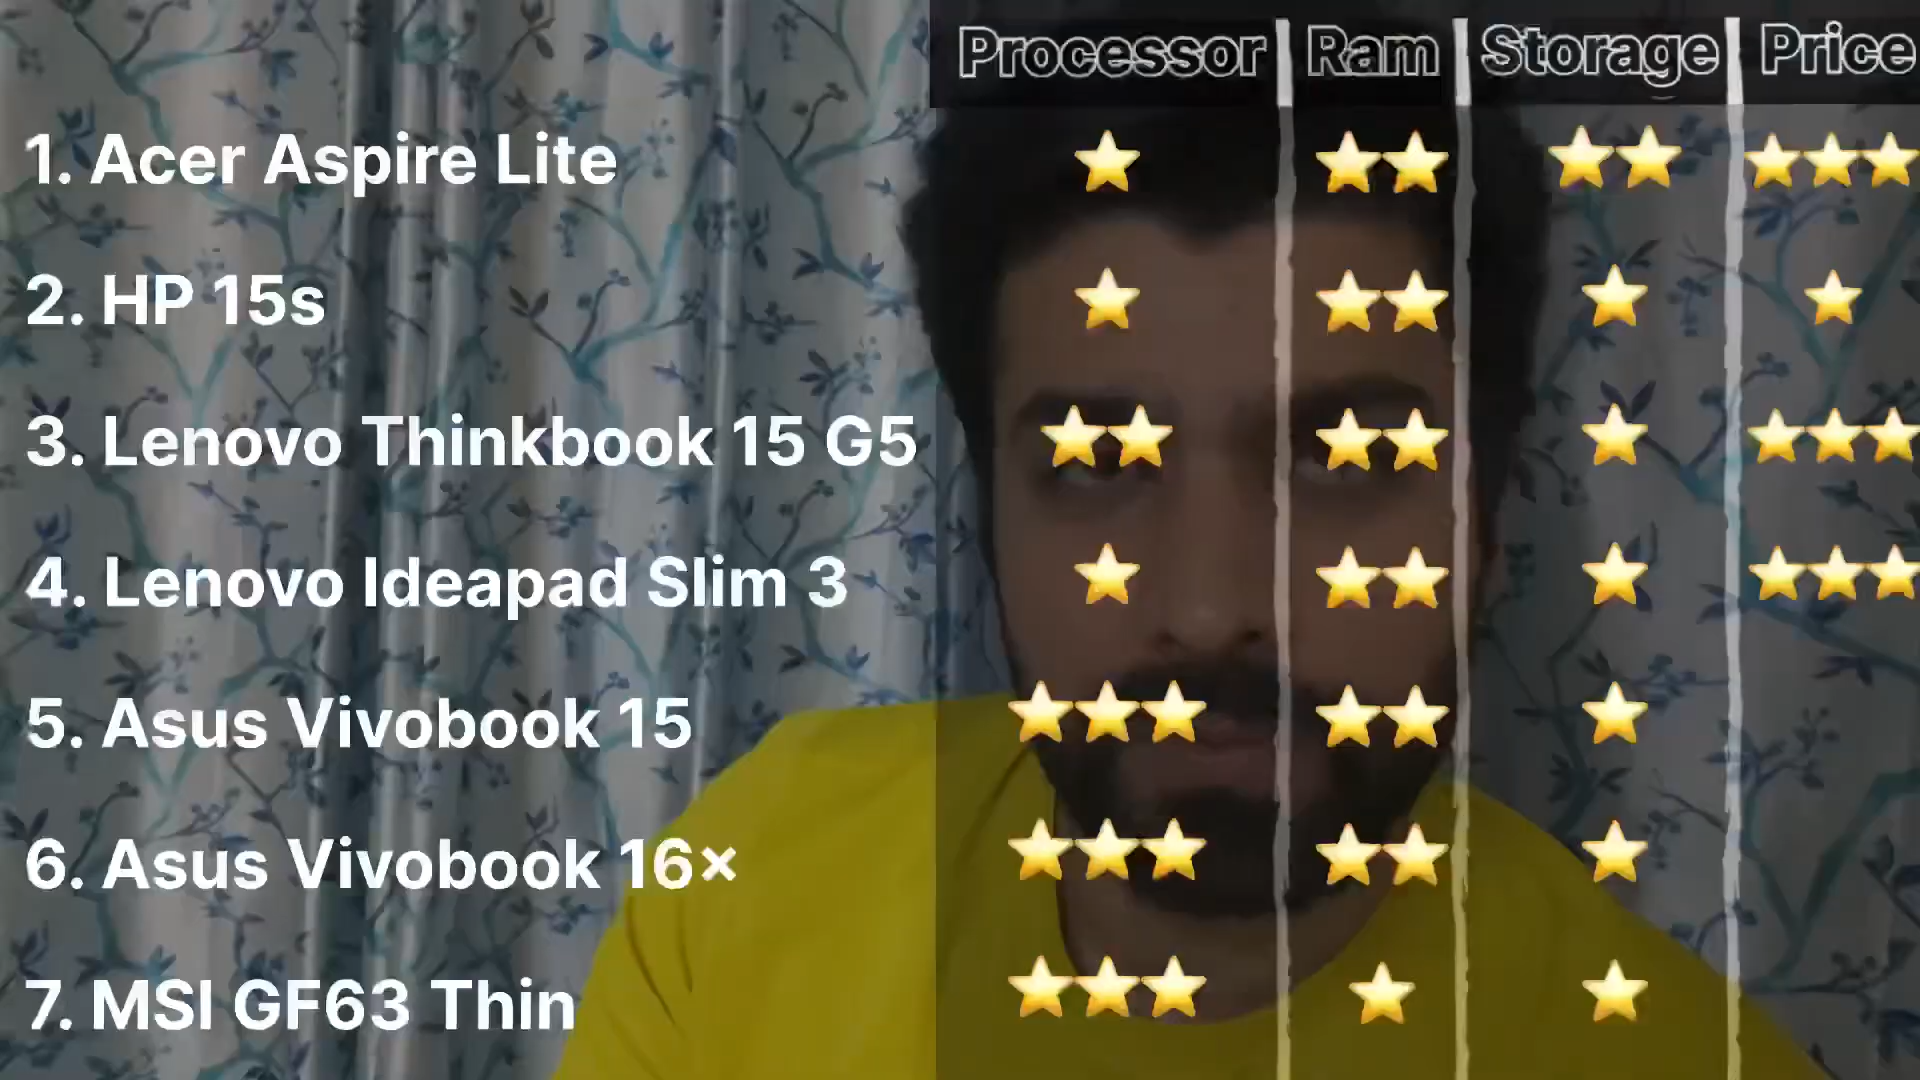 Processor Ram Storage Price
1. Acer Aspire Lite
2. HP 15s
3. Lenovo Thinkbook 15 G5
4. Lenovo Ideapad Slim 3
5. Asus Vivobook 15
6. Asus Vivobook 16×
7. MSI GF63 Thin